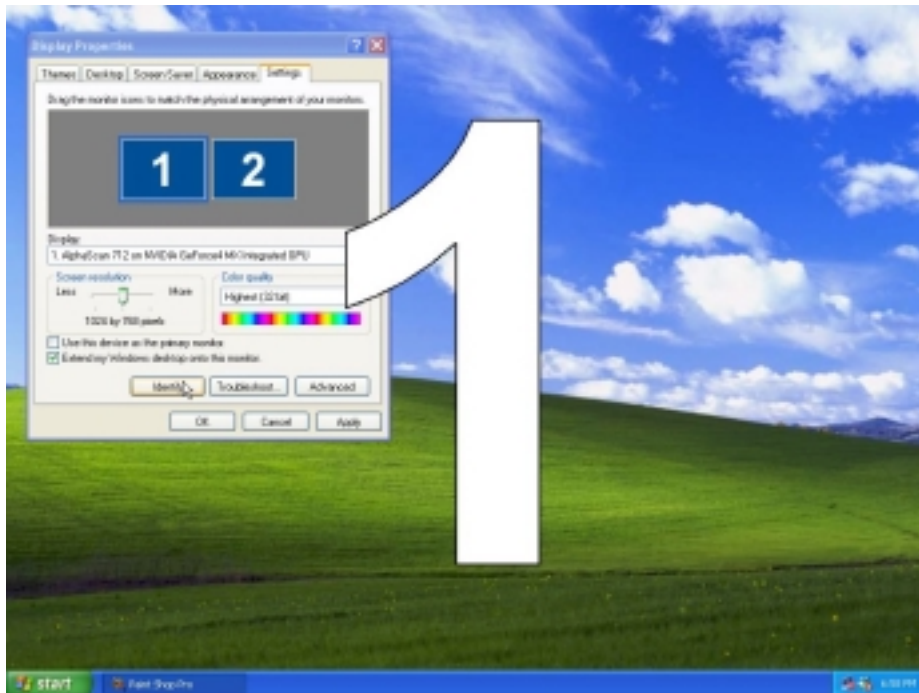 Display Properties
Themes Desktop Screen Saver Appearance Settings
Drag the monitor icons to match the physical arrangement of your monitors.
1 2
1
Display:
1. AlphaScan 712 on NVIDIA GeForce4 MX Integrated GPU
Screen resolution
Less More
1024 by 768 pixels
Color quality
Highest (32 bit)
Use this device as the primary monitor.
Extend my Windows desktop onto this monitor.
Identify Troubleshoot... Advanced
OK Cancel Apply
start Paint Shop Pro